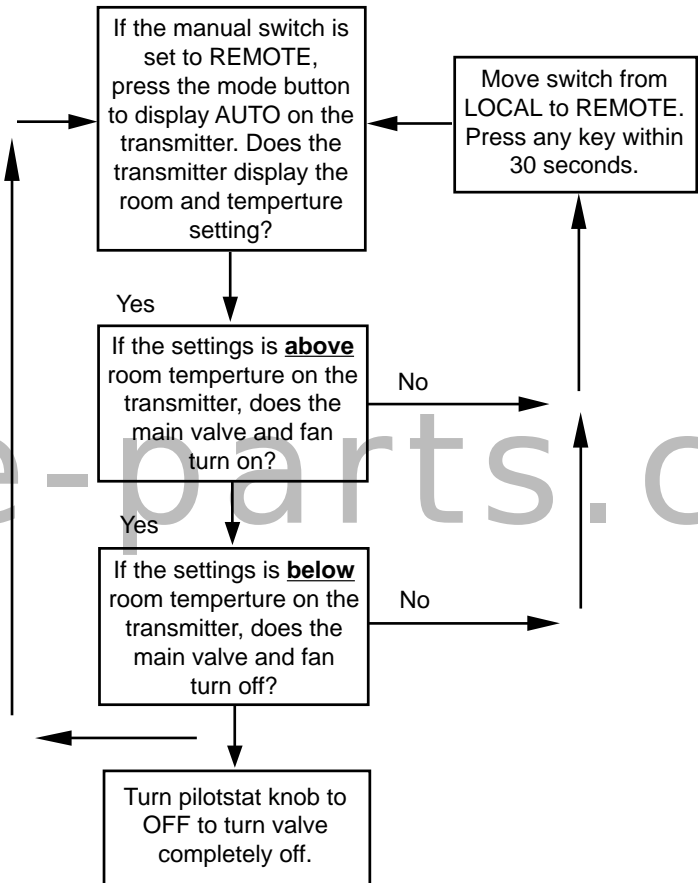 If the manual switch is
set to REMOTE,
press the mode button
to display AUTO on the
transmitter. Does the
transmitter display the
room and temperture
setting?
Move switch from
LOCAL to REMOTE.
Press any key within
30 seconds.
Yes
If the settings is above
room temperture on the
transmitter, does the
main valve and fan
turn on?
No
Yes
If the settings is below
room temperture on the
transmitter, does the
main valve and fan
turn off?
No
Turn pilotstat knob to
OFF to turn valve
completely off.
e-parts.c